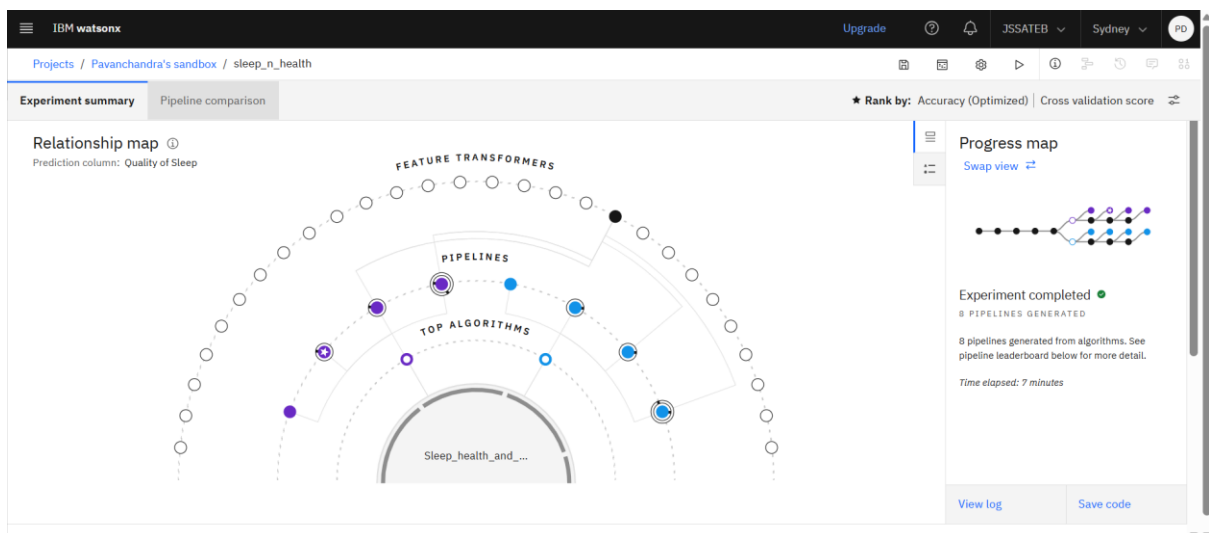 IBM watsonx
Upgrade
JSSATEB
Sydney
PD
Projects / Pavanchandra's sandbox / sleep_n_health
Experiment summary
Pipeline comparison
★ Rank by: Accuracy (Optimized) | Cross validation score
Relationship map
Prediction column: Quality of Sleep
FEATURE TRANSFORMERS
PIPELINES
TOP ALGORITHMS
Sleep_health_and_...
Progress map
Swap view
Experiment completed
8 PIPELINES GENERATED
8 pipelines generated from algorithms. See
pipeline leaderboard below for more detail.
Time elapsed: 7 minutes
View log
Save code